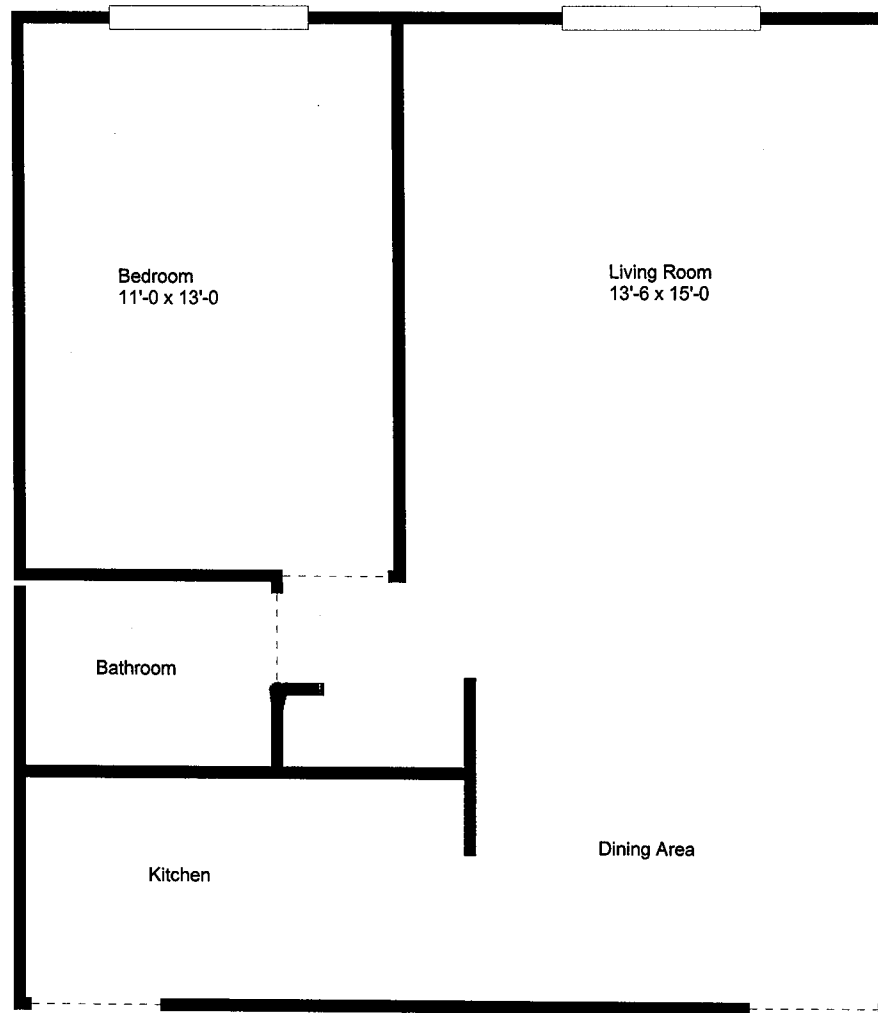 Bedroom
11'-0 x 13'-0
Living Room
13'-6 x 15'-0
Bathroom
Kitchen
Dining Area